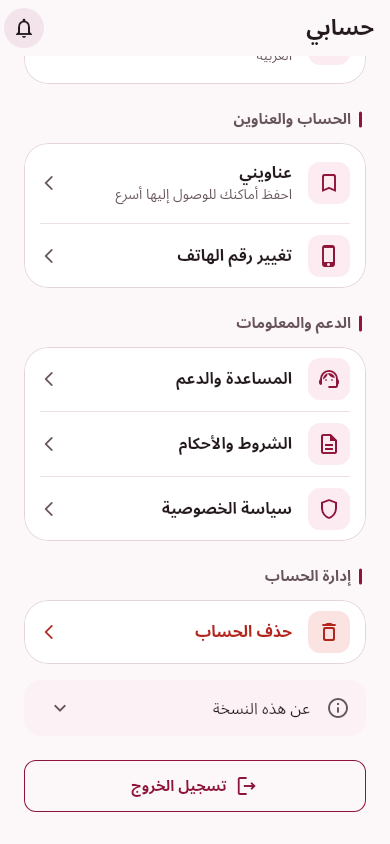 حسابي
العربية
الحساب والعناوين
عناويني
احفظ أماكنك للوصول إليها أسرع
تغيير رقم الهاتف
الدعم والمعلومات
المساعدة والدعم
الشروط والأحكام
سياسة الخصوصية
إدارة الحساب
حذف الحساب
عن هذه النسخة
تسجيل الخروج